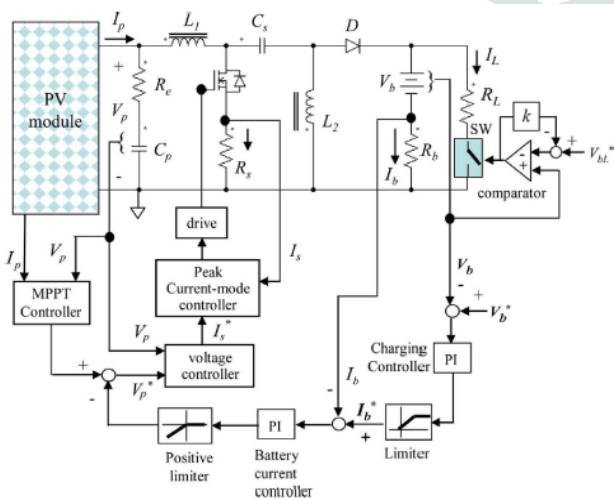 I_p
L_1
C_s
D
I_L
PV
module
+
V_p
-
R_e
C_p
R_s
I_s
L_2
V_b
R_b
I_b
R_L
SW
k
-
+
V_bL*
-
+
comparator
drive
I_p
V_p
MPPT
Controller
Peak
Current-mode
controller
I_s*
V_p
voltage
controller
+
-
V_p*
I_b
-
V_b
-
+
V_b*
Charging
Controller
PI
I_b*
+
Limiter
PI
Battery
current
controller
Positive
limiter